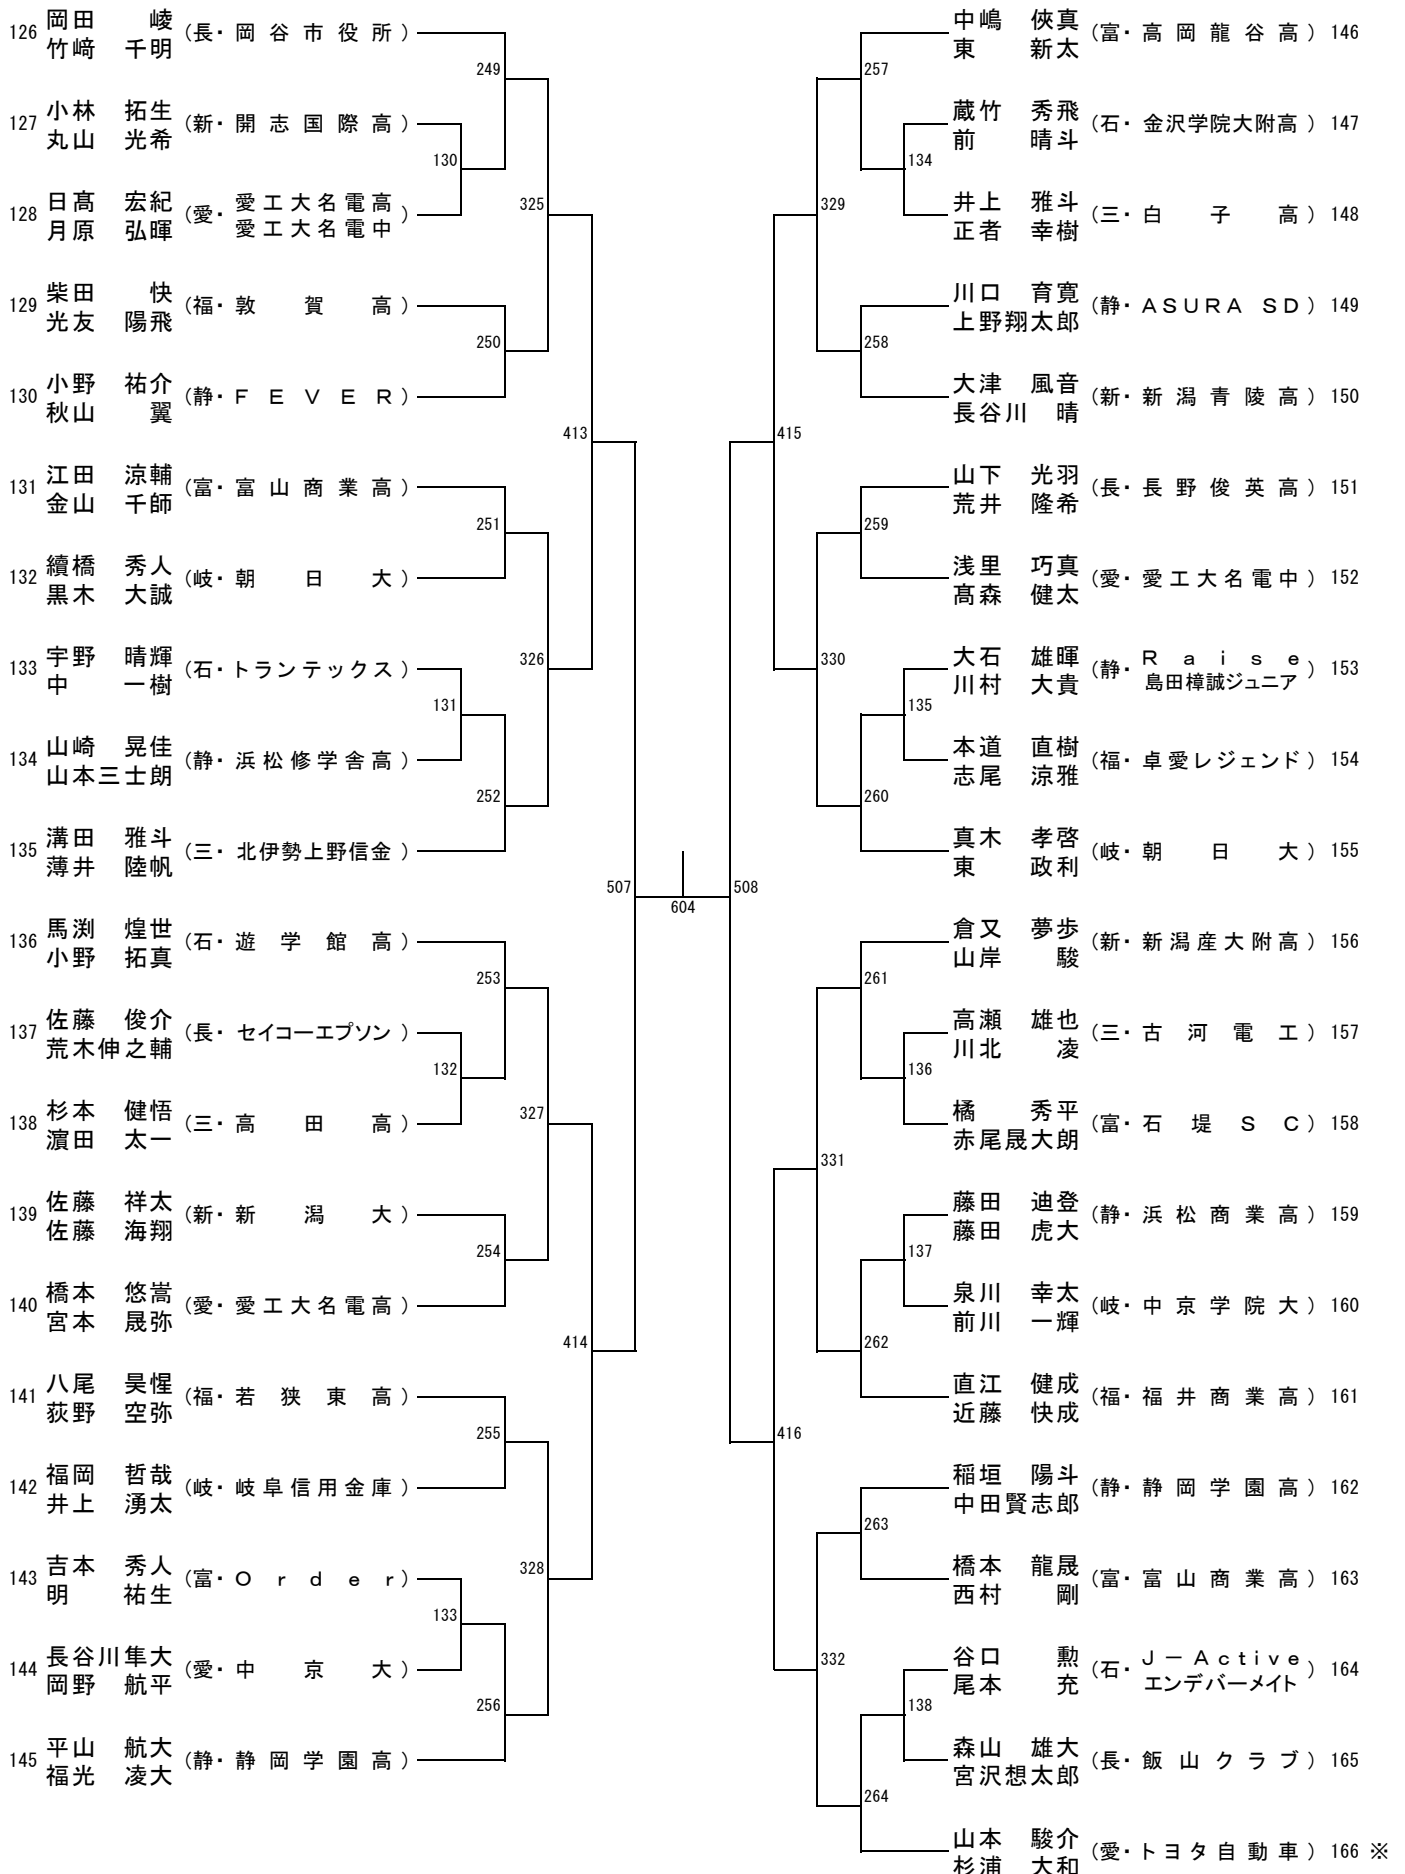 126 岡田 崚 (長・岡谷市役所)
竹﨑 千明
249
127 小林 拓生 (新・開志国際高)
丸山 光希
130
128 日髙 宏紀 (愛・愛工大名電高
月原 弘暉 愛工大名電中)
325
129 柴田 快 (福・敦賀高)
光友 陽飛
250
130 小野 祐介 (静・FEVER)
秋山 翼
413
131 江田 涼輔 (富・富山商業高)
金山 千師
251
132 續橋 秀人 (岐・朝日大)
黒木 大誠
326
133 宇野 晴輝 (石・トランテックス)
中 一樹
131
134 山崎 晃佳 (静・浜松修学舎高)
山本三士朗
252
135 溝田 雅斗 (三・北伊勢上野信金)
薄井 陸帆
507
136 馬渕 煌世 (石・遊学館高)
小野 拓真
253
137 佐藤 俊介 (長・セイコーエプソン)
荒木伸之輔
132
138 杉本 健悟 (三・高田高)
濵田 太一
327
139 佐藤 祥太 (新・新潟大)
佐藤 海翔
254
140 橋本 悠嵩 (愛・愛工大名電高)
宮本 晟弥
414
141 八尾 昊惺 (福・若狭東高)
荻野 空弥
255
142 福岡 哲哉 (岐・岐阜信用金庫)
井上 湧太
328
143 吉本 秀人 (富・Order)
明 祐生
133
144 長谷川隼大 (愛・中京大)
岡野 航平
256
145 平山 航大 (静・静岡学園高)
福光 凌大
604
中嶋 俠真 (富・高岡龍谷高) 146
東 新太
257
蔵竹 秀飛 (石・金沢学院大附高) 147
前 晴斗
134
井上 雅斗 (三・白子高) 148
正者 幸樹
329
川口 育寛 (静・ASURA SD) 149
上野翔太郎
258
大津 風音 (新・新潟青陵高) 150
長谷川 晴
415
山下 光羽 (長・長野俊英高) 151
荒井 隆希
259
浅里 巧真 (愛・愛工大名電中) 152
髙森 健太
330
大石 雄暉 (静・Raise
川村 大貴 島田樟誠ジュニア) 153
135
本道 直樹 (福・卓愛レジェンド) 154
志尾 涼雅
260
真木 孝啓 (岐・朝日大) 155
東 政利
508
倉又 夢歩 (新・新潟産大附高) 156
山岸 駿
261
高瀬 雄也 (三・古河電工) 157
川北 凌
136
橘 秀平 (富・石堤SC) 158
赤尾晟大朗
331
藤田 迪登 (静・浜松商業高) 159
藤田 虎大
137
泉川 幸太 (岐・中京学院大) 160
前川 一輝
262
直江 健成 (福・福井商業高) 161
近藤 快成
416
稲垣 陽斗 (静・静岡学園高) 162
中田賢志郎
263
橋本 龍晟 (富・富山商業高) 163
西村 剛
332
谷口 勲 (石・J-Active
尾本 充 エンデバーメイト) 164
138
森山 雄大 (長・飯山クラブ) 165
宮沢想太郎
264
山本 駿介 (愛・トヨタ自動車) 166 ※
杉浦 大和